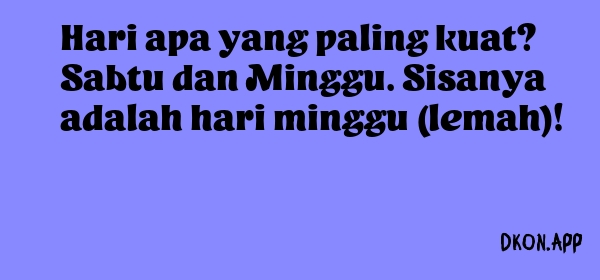 Hari apa yang paling kuat?
Sabtu dan Minggu. Sisanya
adalah hari minggu (lemah)!
DKON.APP